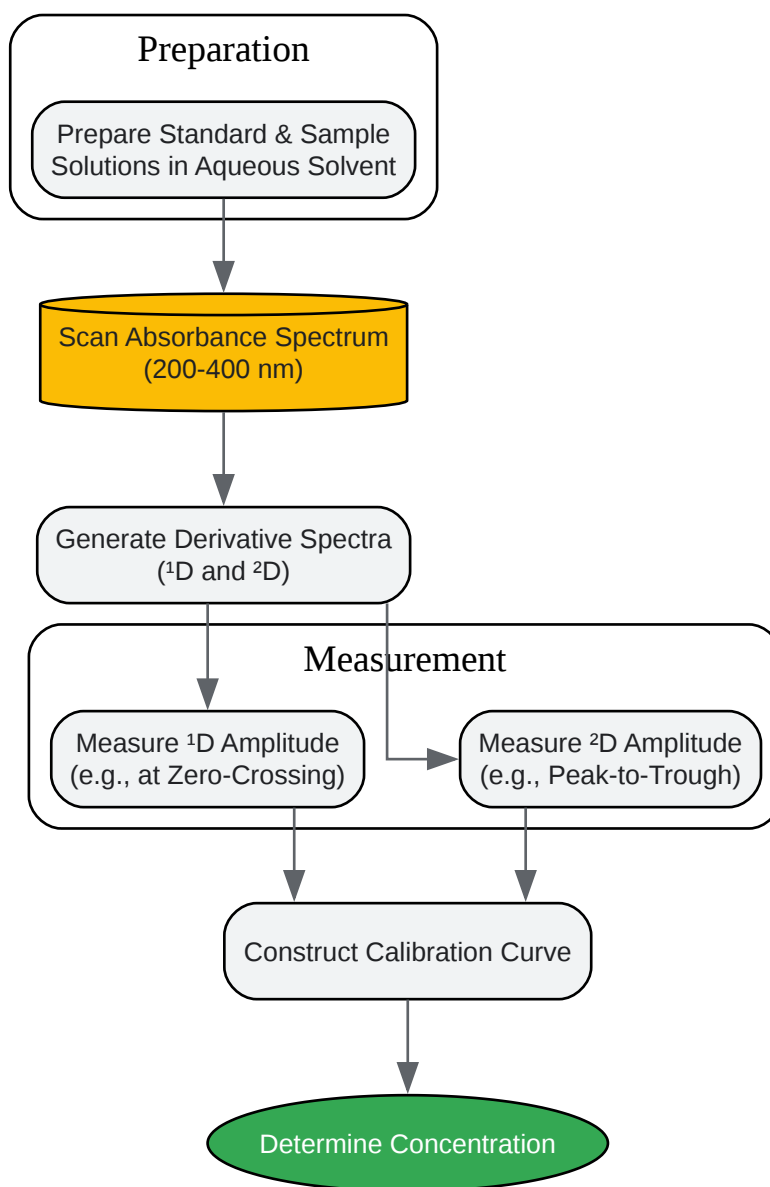 Preparation
Prepare Standard & Sample
Solutions in Aqueous Solvent
Scan Absorbance Spectrum
(200-400 nm)
Generate Derivative Spectra
(¹D and ²D)
Measurement
Measure ¹D Amplitude
(e.g., at Zero-Crossing)
Measure ²D Amplitude
(e.g., Peak-to-Trough)
Construct Calibration Curve
Determine Concentration